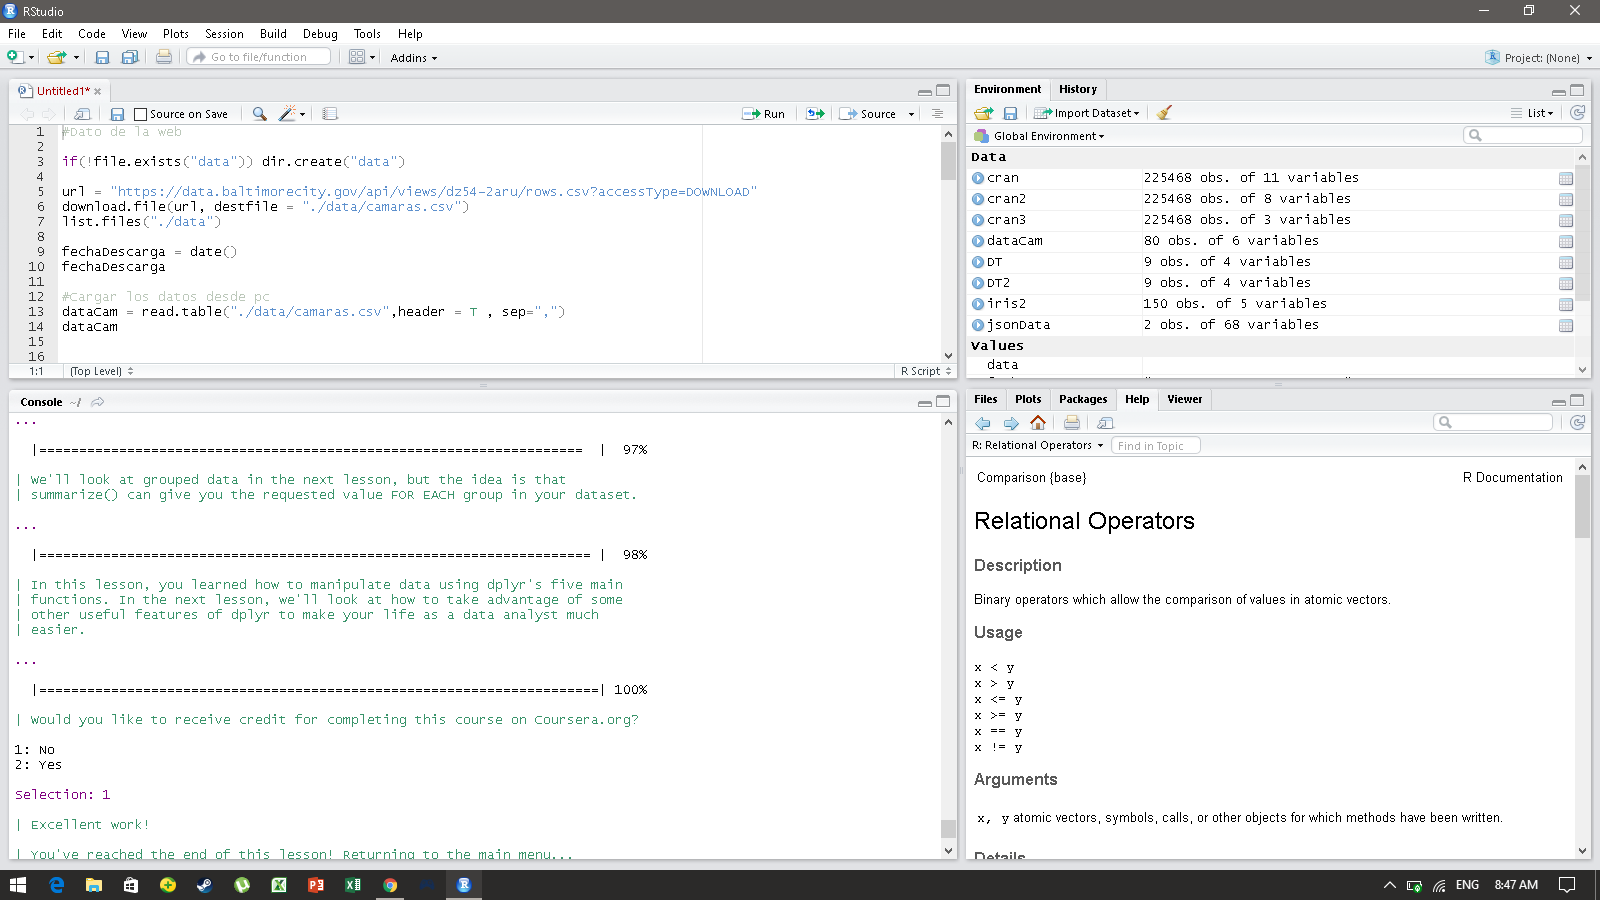 RStudio
File Edit Code View Plots Session Build Debug Tools Help
Go to file/function Addins Project: (None)
Untitled1*
Source on Save Run Source
1 #Dato de la web
2
3 if(!file.exists("data")) dir.create("data")
4
5 url = "https://data.baltimorecity.gov/api/views/dz54-2aru/rows.csv?accessType=DOWNLOAD"
6 download.file(url, destfile = "./data/camaras.csv")
7 list.files("./data")
8
9 fechaDescarga = date()
10 fechaDescarga
11
12 #Cargar los datos desde pc
13 dataCam = read.table("./data/camaras.csv",header = T , sep=",")
14 dataCam
15
16
1:1 (Top Level) R Script
Console ~/
...
|==================================================================== | 97%
| We'll look at grouped data in the next lesson, but the idea is that
| summarize() can give you the requested value FOR EACH group in your dataset.
...
|===================================================================== | 98%
| In this lesson, you learned how to manipulate data using dplyr's five main
| functions. In the next lesson, we'll look at how to take advantage of some
| other useful features of dplyr to make your life as a data analyst much
| easier.
...
|======================================================================| 100%
| Would you like to receive credit for completing this course on Coursera.org?
1: No
2: Yes
Selection: 1
| Excellent work!
| You've reached the end of this lesson! Returning to the main menu...
Environment History
Import Dataset List
Global Environment
Data
cran 225468 obs. of 11 variables
cran2 225468 obs. of 8 variables
cran3 225468 obs. of 3 variables
dataCam 80 obs. of 6 variables
DT 9 obs. of 4 variables
DT2 9 obs. of 4 variables
iris2 150 obs. of 5 variables
jsonData 2 obs. of 68 variables
Values
data
Files Plots Packages Help Viewer
R: Relational Operators Find in Topic
Comparison {base} R Documentation
Relational Operators
Description
Binary operators which allow the comparison of values in atomic vectors.
Usage
x < y
x > y
x <= y
x >= y
x == y
x != y
Arguments
x, y atomic vectors, symbols, calls, or other objects for which methods have been written.
Details
ENG 8:47 AM